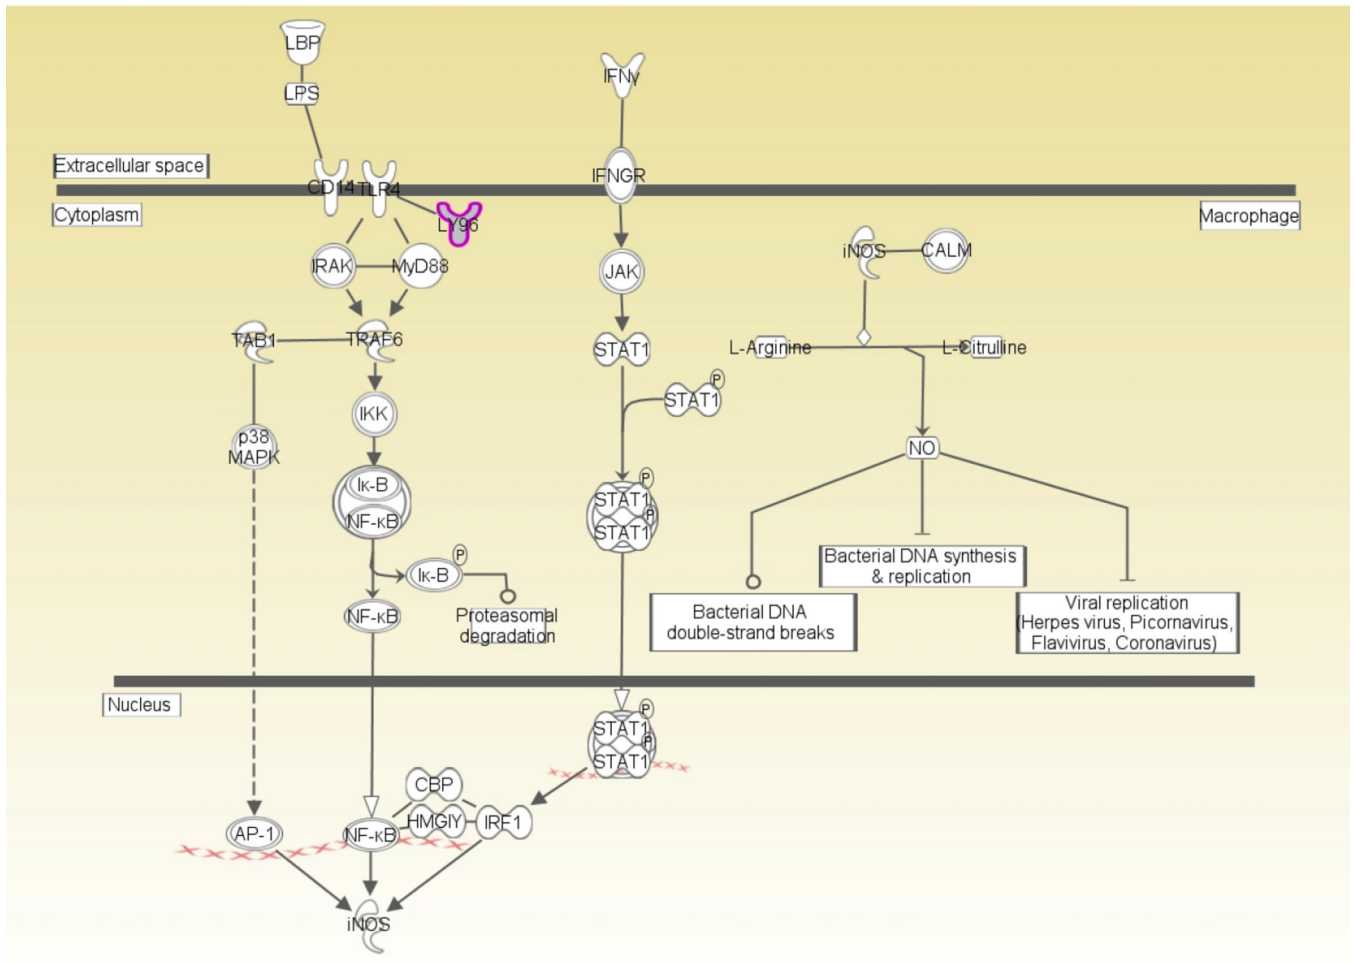 LBP
LPS
IFNγ
Extracellular space
CD14
TLR4
IFNGR
Cytoplasm
LY96
Macrophage
IRAK
MyD88
JAK
iNOS
CALM
TAB1
TRAF6
STAT1
L-Arginine
L-Citrulline
P
STAT1
IKK
p38
MAPK
NO
P
Iκ-B
STAT1
P
NF-κB
STAT1
P
Iκ-B
Bacterial DNA synthesis
& replication
NF-κB
Proteasomal
degradation
Bacterial DNA
double-strand breaks
Viral replication
(Herpes virus, Picornavirus,
Flavivirus, Coronavirus)
Nucleus
P
STAT1
P
STAT1
CBP
AP-1
NF-κB
HMGIY
IRF1
iNOS